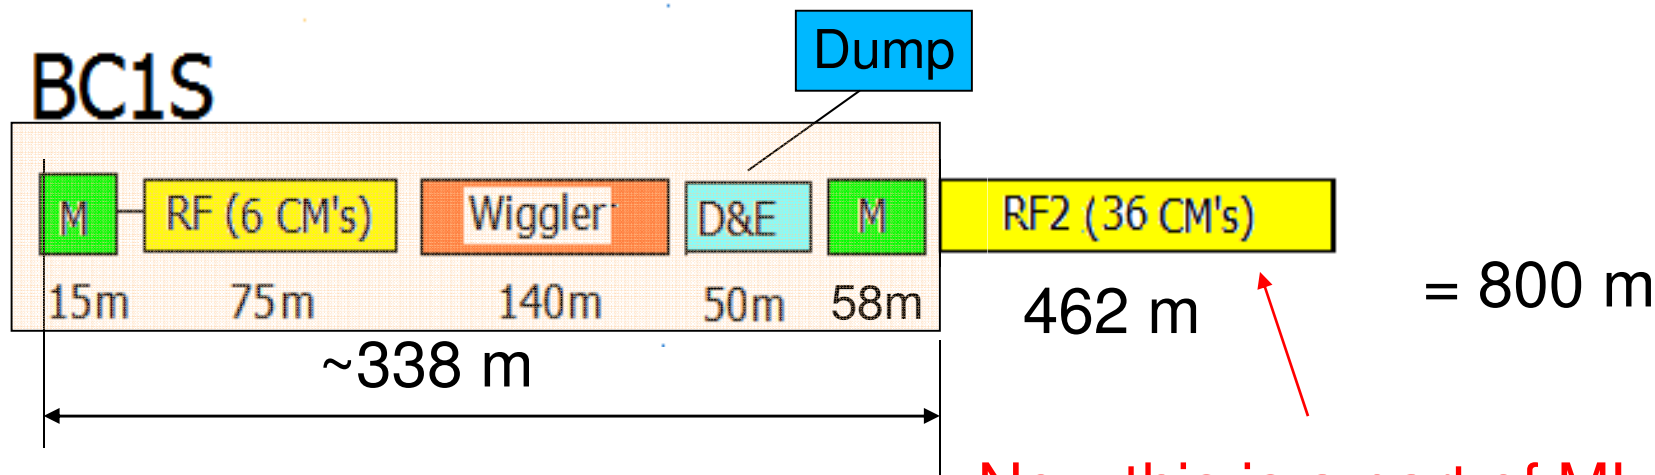 Dump
BC1S
M RF (6 CM's) Wiggler D&E M RF2 (36 CM's)
15m 75m 140m 50m 58m 462 m = 800 m
~338 m